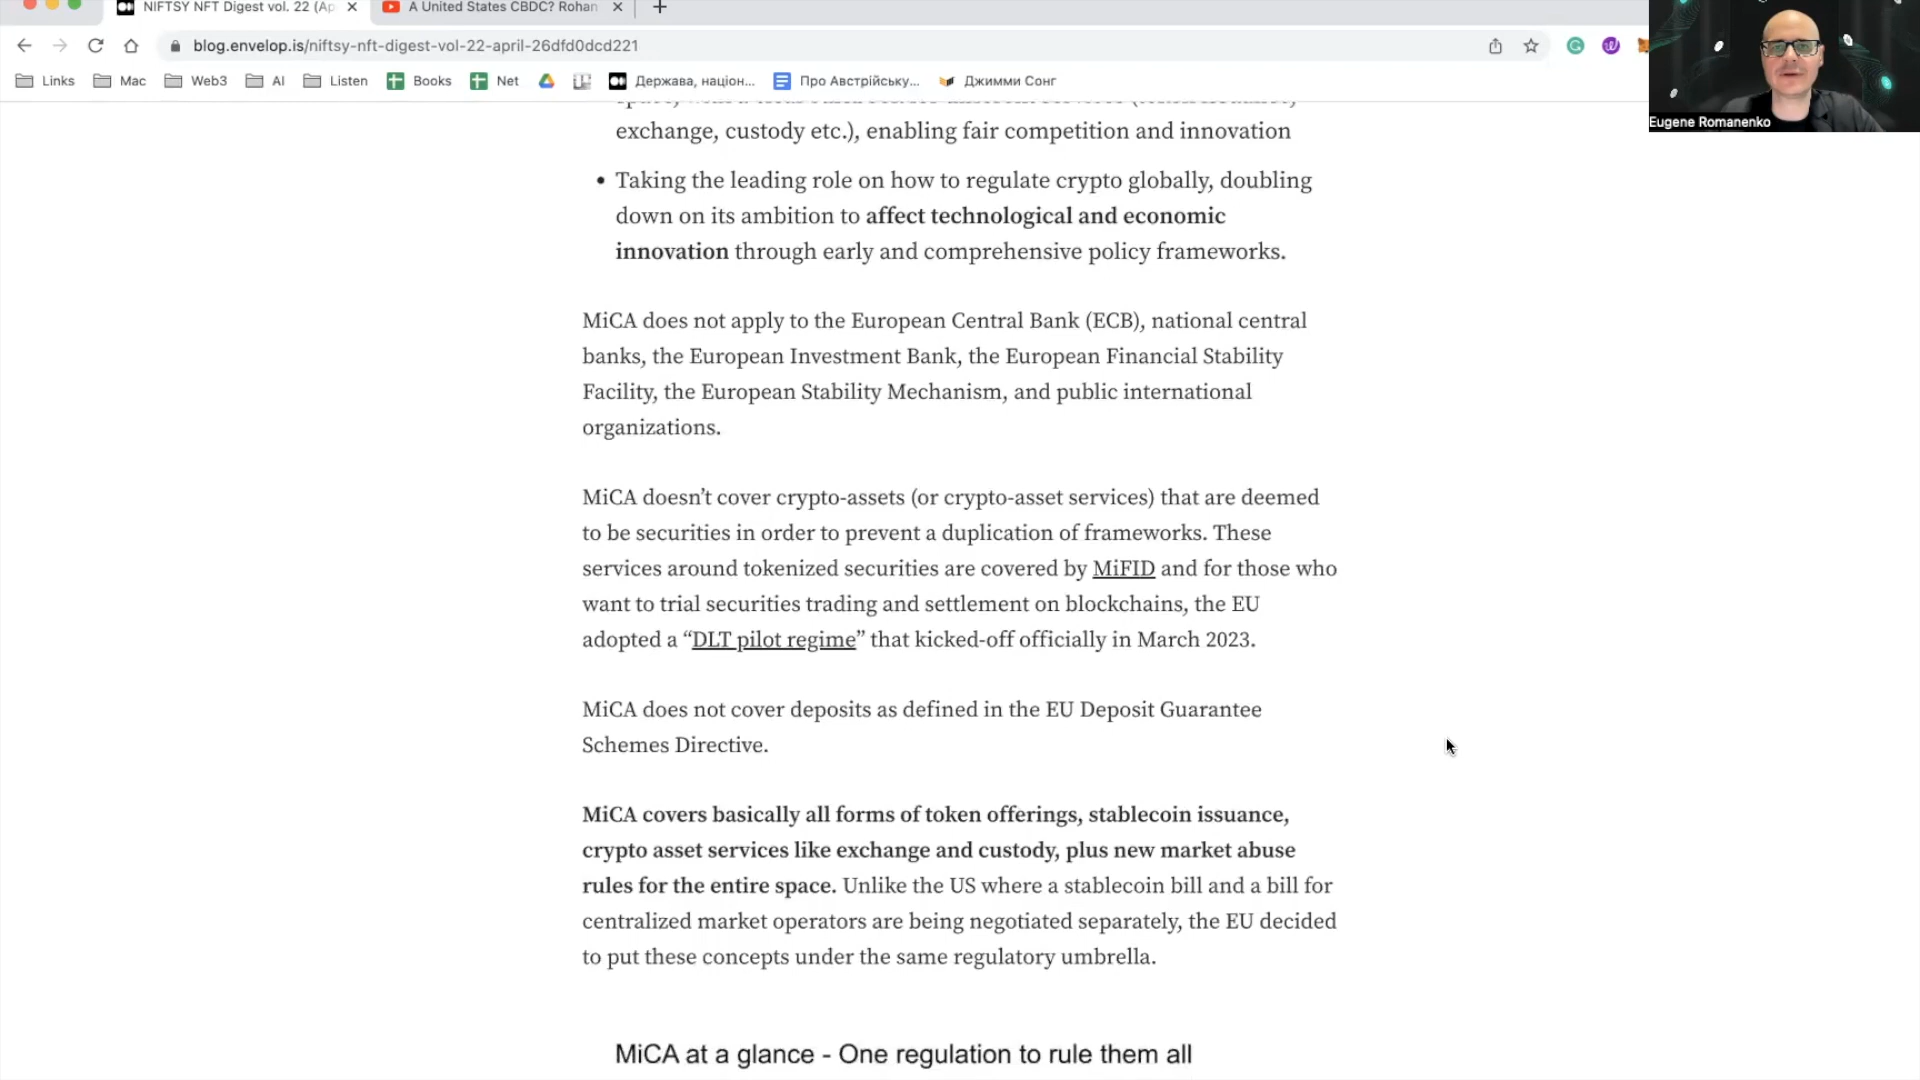 NIFTSY NFT Digest vol. 22 (Ap
A United States CBDC? Rohan
blog.envelop.is/niftsy-nft-digest-vol-22-april-26dfd0dcd221
Links Mac Web3 AI Listen Books Net Держава, націон... Про Австрійську... Джимми Сонг
Eugene Romanenko
exchange, custody etc.), enabling fair competition and innovation
• Taking the leading role on how to regulate crypto globally, doubling
down on its ambition to affect technological and economic
innovation through early and comprehensive policy frameworks.
MiCA does not apply to the European Central Bank (ECB), national central
banks, the European Investment Bank, the European Financial Stability
Facility, the European Stability Mechanism, and public international
organizations.
MiCA doesn’t cover crypto-assets (or crypto-asset services) that are deemed
to be securities in order to prevent a duplication of frameworks. These
services around tokenized securities are covered by MiFID and for those who
want to trial securities trading and settlement on blockchains, the EU
adopted a “DLT pilot regime” that kicked-off officially in March 2023.
MiCA does not cover deposits as defined in the EU Deposit Guarantee
Schemes Directive.
MiCA covers basically all forms of token offerings, stablecoin issuance,
crypto asset services like exchange and custody, plus new market abuse
rules for the entire space. Unlike the US where a stablecoin bill and a bill for
centralized market operators are being negotiated separately, the EU decided
to put these concepts under the same regulatory umbrella.
MiCA at a glance - One regulation to rule them all